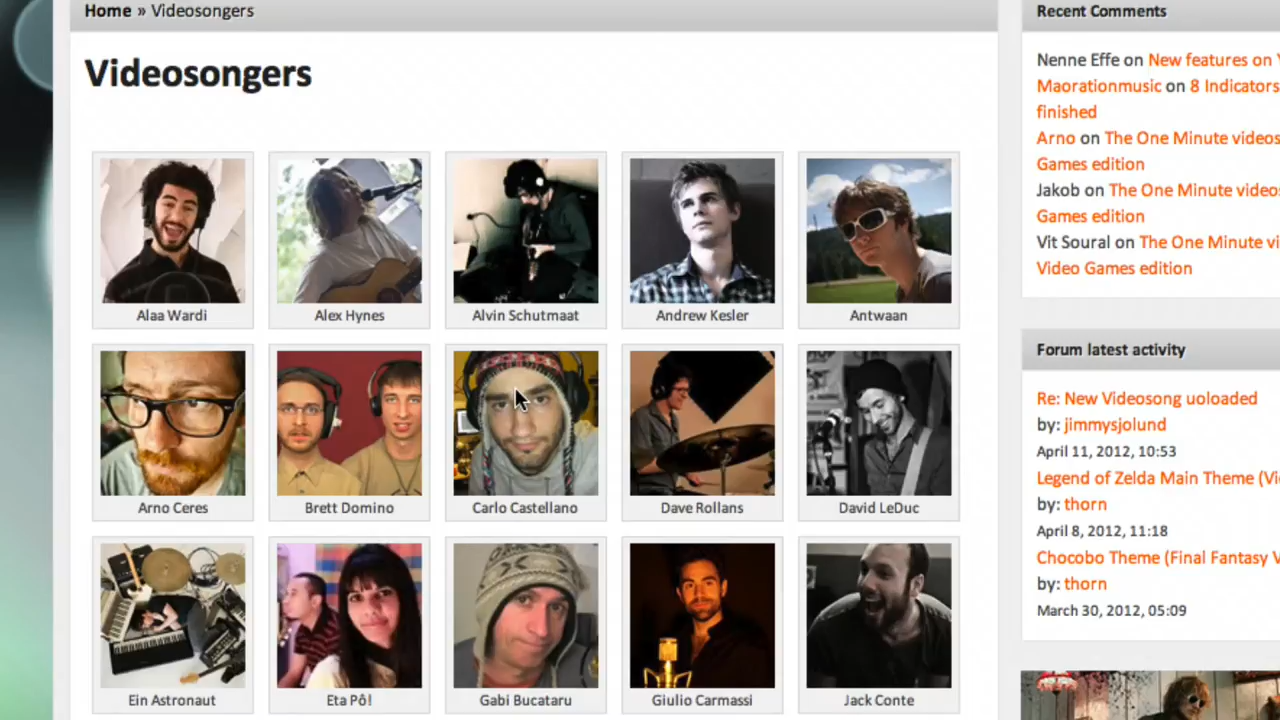 Home » Videosongers
Videosongers
Alaa Wardi
Alex Hynes
Alvin Schutmaat
Andrew Kesler
Antwaan
Arno Ceres
Brett Domino
Carlo Castellano
Dave Rollans
David LeDuc
Ein Astronaut
Eta Pô!
Gabi Bucataru
Giulio Carmassi
Jack Conte
Recent Comments
Nenne Effe on New features on
Maorationmusic on 8 Indicators
finished
Arno on The One Minute videos
Games edition
Jakob on The One Minute video
Games edition
Vit Soural on The One Minute vi
Video Games edition
Forum latest activity
Re: New Videosong uoloaded
by: jimmysjolund
April 11, 2012, 10:53
Legend of Zelda Main Theme (Vi
by: thorn
April 8, 2012, 11:18
Chocobo Theme (Final Fantasy V
by: thorn
March 30, 2012, 05:09